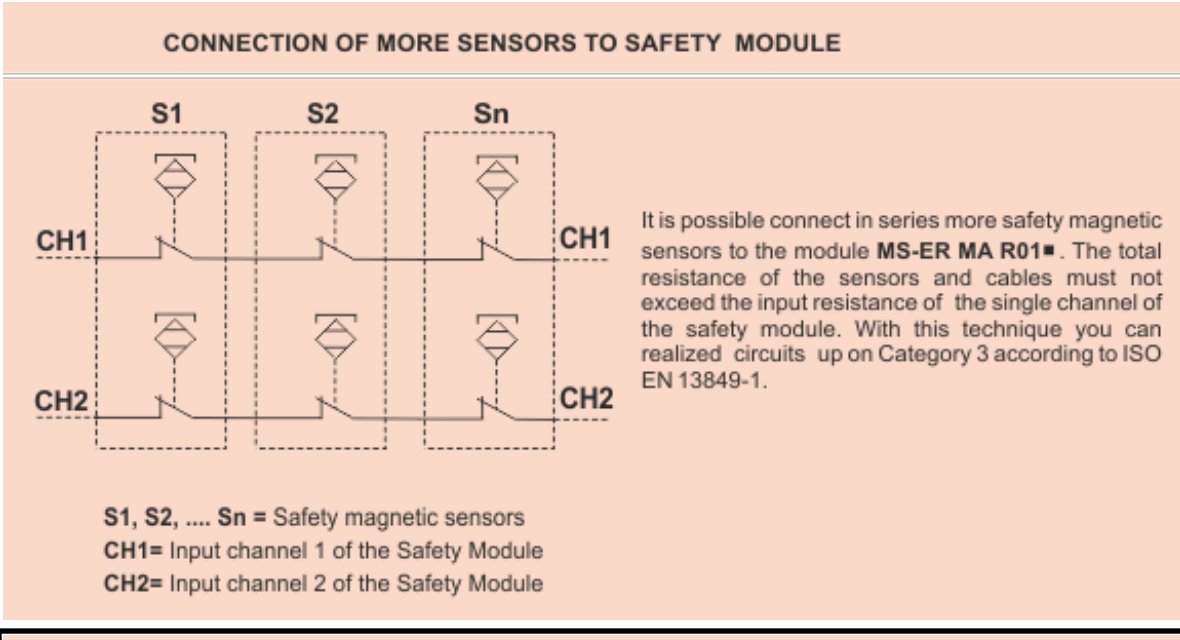 CONNECTION OF MORE SENSORS TO SAFETY MODULE
S1 S2 Sn
CH1 CH1
CH2 CH2
It is possible connect in series more safety magnetic
sensors to the module MS-ER MA R01■. The total
resistance of the sensors and cables must not
exceed the input resistance of the single channel of
the safety module. With this technique you can
realized circuits up on Category 3 according to ISO
EN 13849-1.
S1, S2, .... Sn = Safety magnetic sensors
CH1= Input channel 1 of the Safety Module
CH2= Input channel 2 of the Safety Module